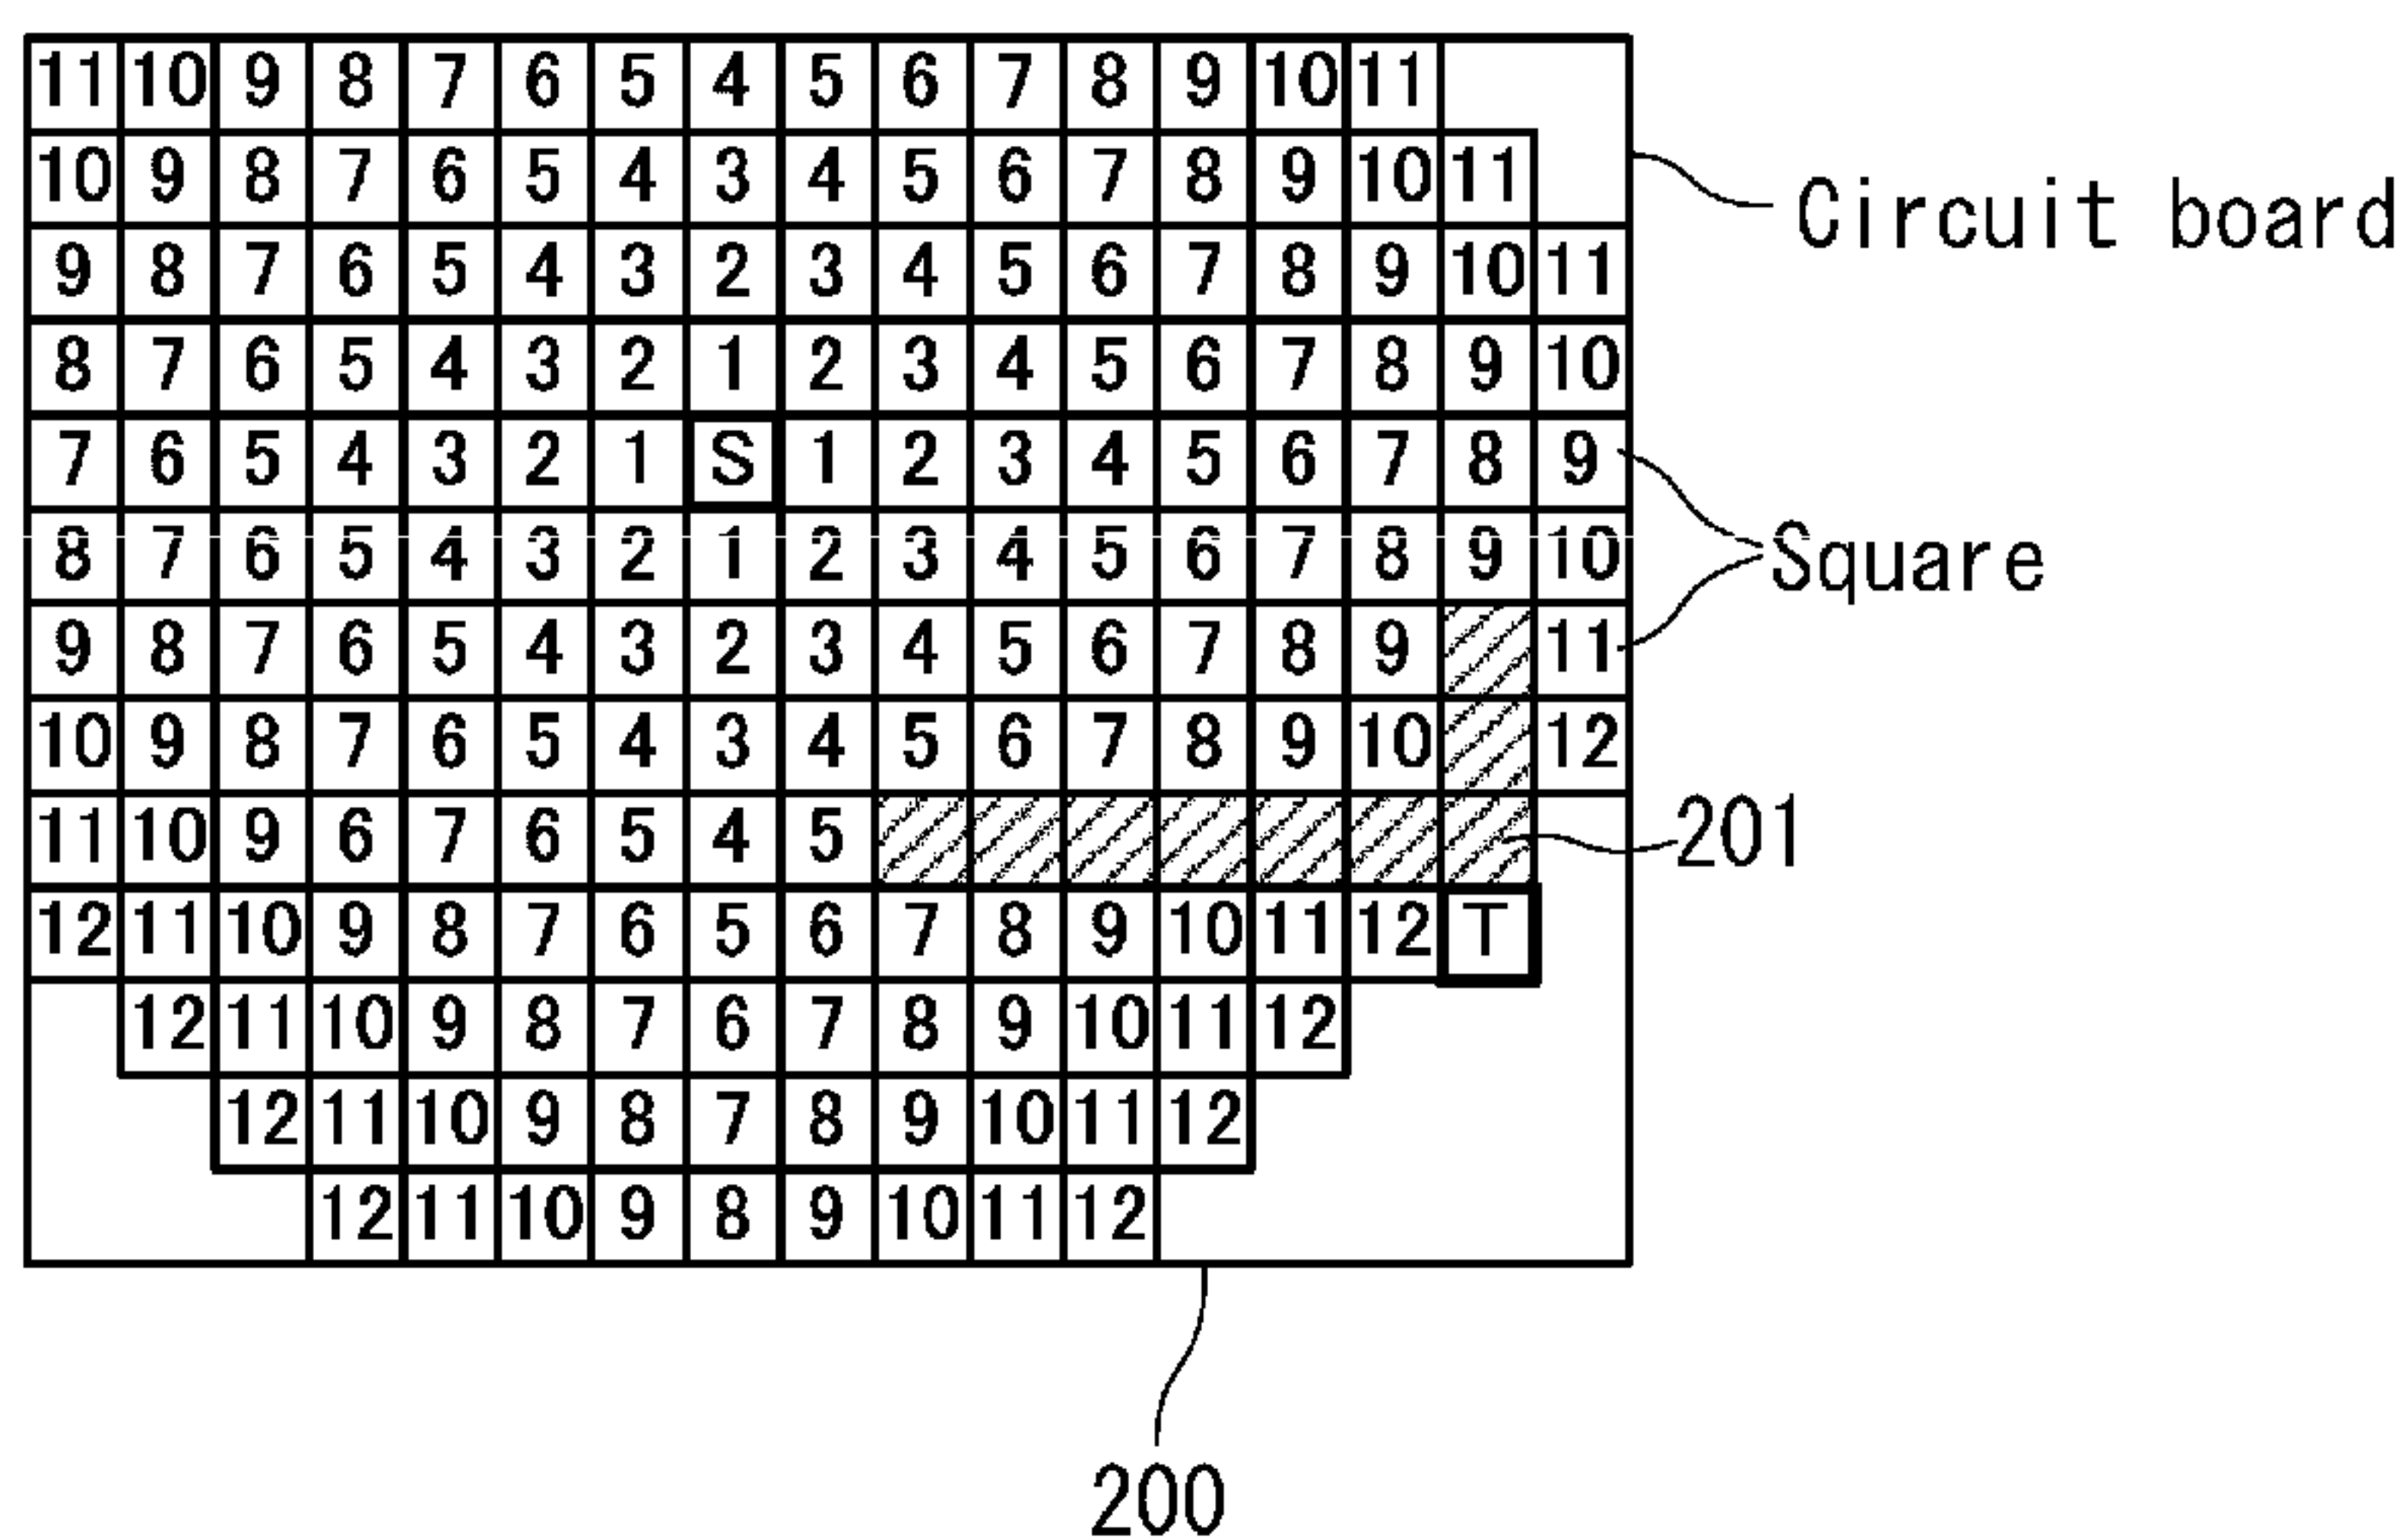 11 10 9 8 7 6 5 4 5 6 7 8 9 10 11
10 9 8 7 6 5 4 3 4 5 6 7 8 9 10 11
Circuit board
9 8 7 6 5 4 3 2 3 4 5 6 7 8 9 10 11
8 7 6 5 4 3 2 1 2 3 4 5 6 7 8 9 10
7 6 5 4 3 2 1 S 1 2 3 4 5 6 7 8 9
8 7 6 5 4 3 2 1 2 3 4 5 6 7 8 9 10
Square
9 8 7 6 5 4 3 2 3 4 5 6 7 8 9 11
10 9 8 7 6 5 4 3 4 5 6 7 8 9 10 12
11 10 9 6 7 6 5 4 5
201
12 11 10 9 8 7 6 5 6 7 8 9 10 11 12 T
12 11 10 9 8 7 6 7 8 9 10 11 12
12 11 10 9 8 7 8 9 10 11 12
12 11 10 9 8 9 10 11 12
200